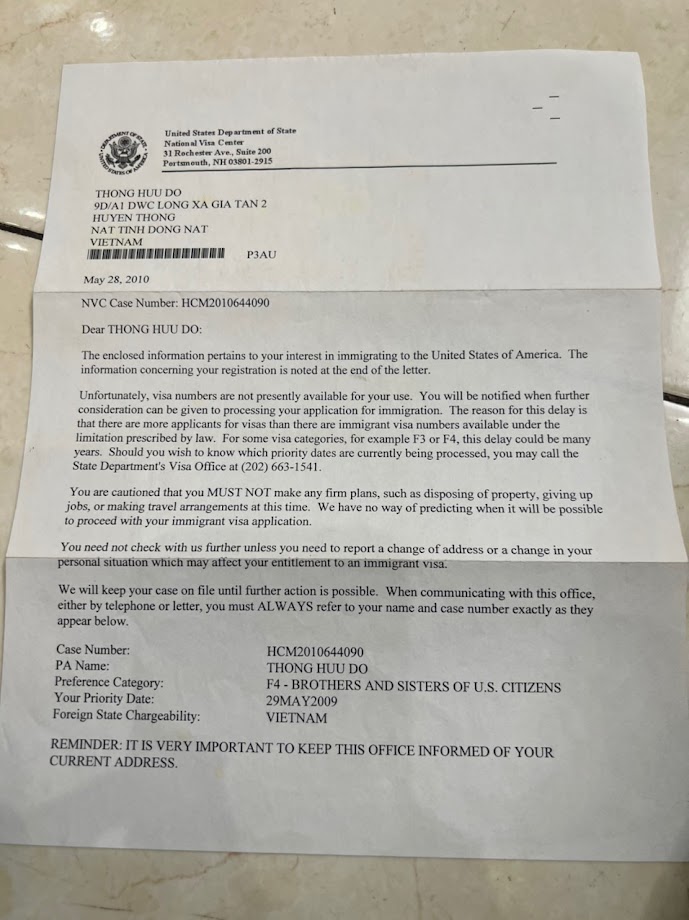 United States Department of State
National Visa Center
31 Rochester Ave., Suite 200
Portsmouth, NH 03801-2915
THONG HUU DO
9D/A1 DWC LONG XA GIA TAN 2
HUYEN THONG
NAT TINH DONG NAT
VIETNAM
P3AU
May 28, 2010
NVC Case Number: HCM2010644090
Dear THONG HUU DO:
The enclosed information pertains to your interest in immigrating to the United States of America. The
information concerning your registration is noted at the end of the letter.
Unfortunately, visa numbers are not presently available for your use. You will be notified when further
consideration can be given to processing your application for immigration. The reason for this delay is
that there are more applicants for visas than there are immigrant visa numbers available under the
limitation prescribed by law. For some visa categories, for example F3 or F4, this delay could be many
years. Should you wish to know which priority dates are currently being processed, you may call the
State Department's Visa Office at (202) 663-1541.
You are cautioned that you MUST NOT make any firm plans, such as disposing of property, giving up
jobs, or making travel arrangements at this time. We have no way of predicting when it will be possible
to proceed with your immigrant visa application.
You need not check with us further unless you need to report a change of address or a change in your
personal situation which may affect your entitlement to an immigrant visa.
We will keep your case on file until further action is possible. When communicating with this office,
either by telephone or letter, you must ALWAYS refer to your name and case number exactly as they
appear below.
Case Number: HCM2010644090
PA Name: THONG HUU DO
Preference Category: F4 - BROTHERS AND SISTERS OF U.S. CITIZENS
Your Priority Date: 29MAY2009
Foreign State Chargeability: VIETNAM
REMINDER: IT IS VERY IMPORTANT TO KEEP THIS OFFICE INFORMED OF YOUR
CURRENT ADDRESS.